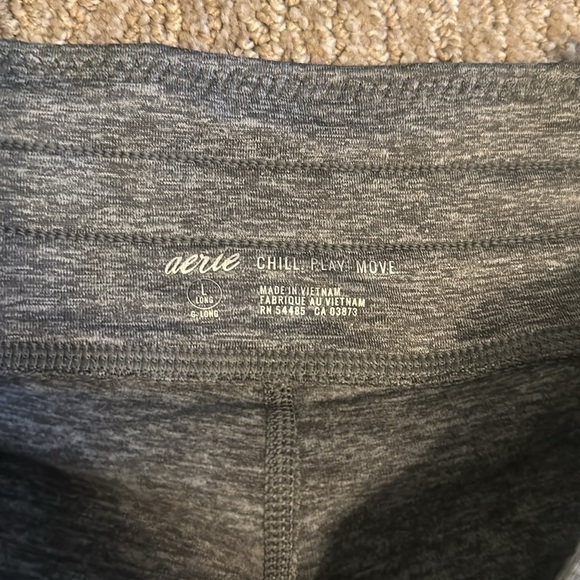 aerie CHILL. PLAY. MOVE.
L
LONG
G-LONG
MADE IN VIETNAM
FABRIQUE AU VIETNAM
RN 54485 CA 03873